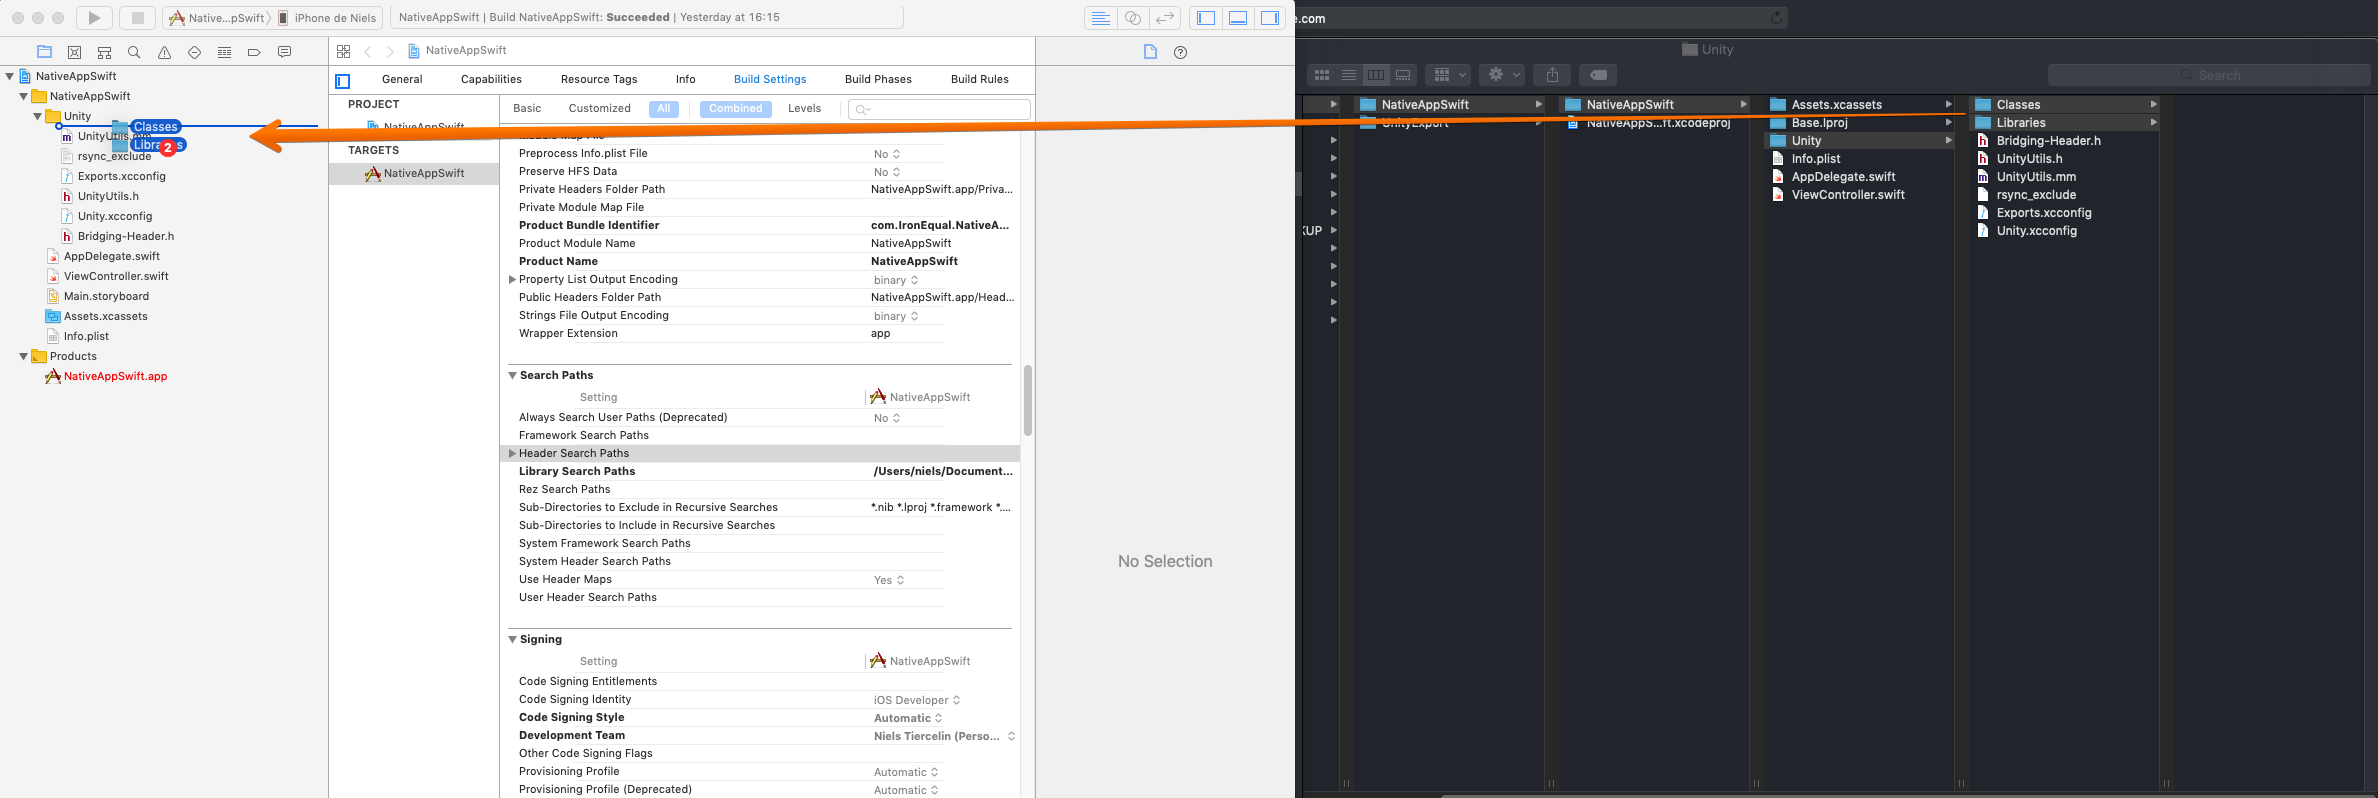 Native...pSwift
iPhone de Niels
NativeAppSwift | Build NativeAppSwift: Succeeded | Yesterday at 16:15
NativeAppSwift
NativeAppSwift
Unity
Classes
UnityUtils.mm
Libraries
2
rsync_exclude
Exports.xcconfig
UnityUtils.h
Unity.xcconfig
Bridging-Header.h
AppDelegate.swift
ViewController.swift
Main.storyboard
Assets.xcassets
Info.plist
Products
NativeAppSwift.app
NativeAppSwift
General
Capabilities
Resource Tags
Info
Build Settings
Build Phases
Build Rules
PROJECT
NativeAppSwift
TARGETS
NativeAppSwift
Basic
Customized
All
Combined
Levels
Module Map File
Preprocess Info.plist File No
Preserve HFS Data No
Private Headers Folder Path NativeAppSwift.app/Priva...
Private Module Map File
Product Bundle Identifier com.IronEqual.NativeA...
Product Module Name NativeAppSwift
Product Name NativeAppSwift
Property List Output Encoding binary
Public Headers Folder Path NativeAppSwift.app/Head...
Strings File Output Encoding binary
Wrapper Extension app
Search Paths
Setting NativeAppSwift
Always Search User Paths (Deprecated) No
Framework Search Paths
Header Search Paths
Library Search Paths /Users/niels/Document...
Rez Search Paths
Sub-Directories to Exclude in Recursive Searches *.nib *.lproj *.framework *....
Sub-Directories to Include in Recursive Searches
System Framework Search Paths
System Header Search Paths
Use Header Maps Yes
User Header Search Paths
Signing
Setting NativeAppSwift
Code Signing Entitlements
Code Signing Identity iOS Developer
Code Signing Style Automatic
Development Team Niels Tiercelin (Perso...
Other Code Signing Flags
Provisioning Profile Automatic
Provisioning Profile (Deprecated) Automatic
No Selection
e.com
Unity
Search
KUP
NativeAppSwift
UnityExport
NativeAppSwift
NativeAppS...ft.xcodeproj
Assets.xcassets
Base.lproj
Unity
Info.plist
AppDelegate.swift
ViewController.swift
Classes
Libraries
Bridging-Header.h
UnityUtils.h
UnityUtils.mm
rsync_exclude
Exports.xcconfig
Unity.xcconfig